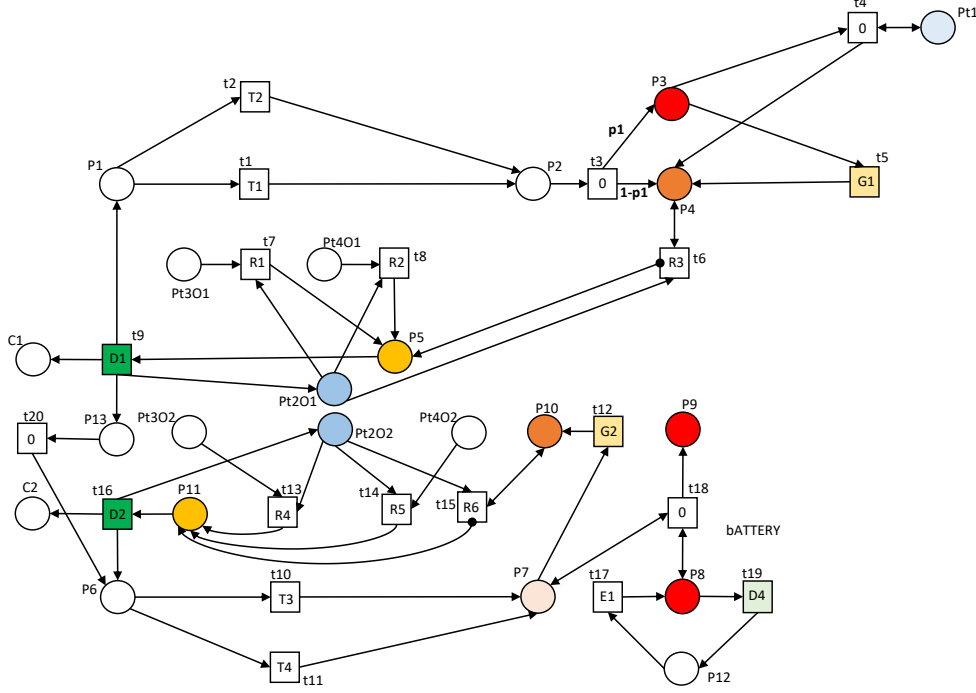 t4
0
Pt1
P3
t2
T2
p1
t5
G1
P1
t1
T1
P2
t3
0
1-p1
P4
t7
R1
Pt3O1
Pt4O1
R2
t8
R3
t6
C1
t9
D1
P5
Pt2O1
t20
0
P13
Pt3O2
Pt2O2
Pt4O2
P10
t12
G2
P9
C2
t16
D2
P11
t13
R4
t14
R5
t15
R6
t18
0
bATTERY
P6
t10
T3
P7
t17
E1
P8
t19
D4
T4
t11
P12